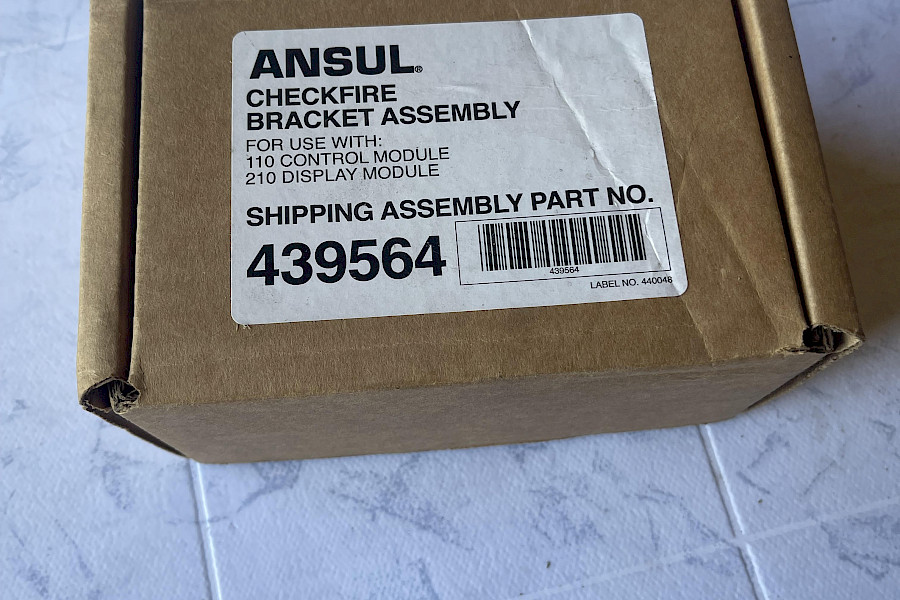 ANSUL®
CHECKFIRE
BRACKET ASSEMBLY
FOR USE WITH:
110 CONTROL MODULE
210 DISPLAY MODULE
SHIPPING ASSEMBLY PART NO.
439564
439564
LABEL NO. 440048